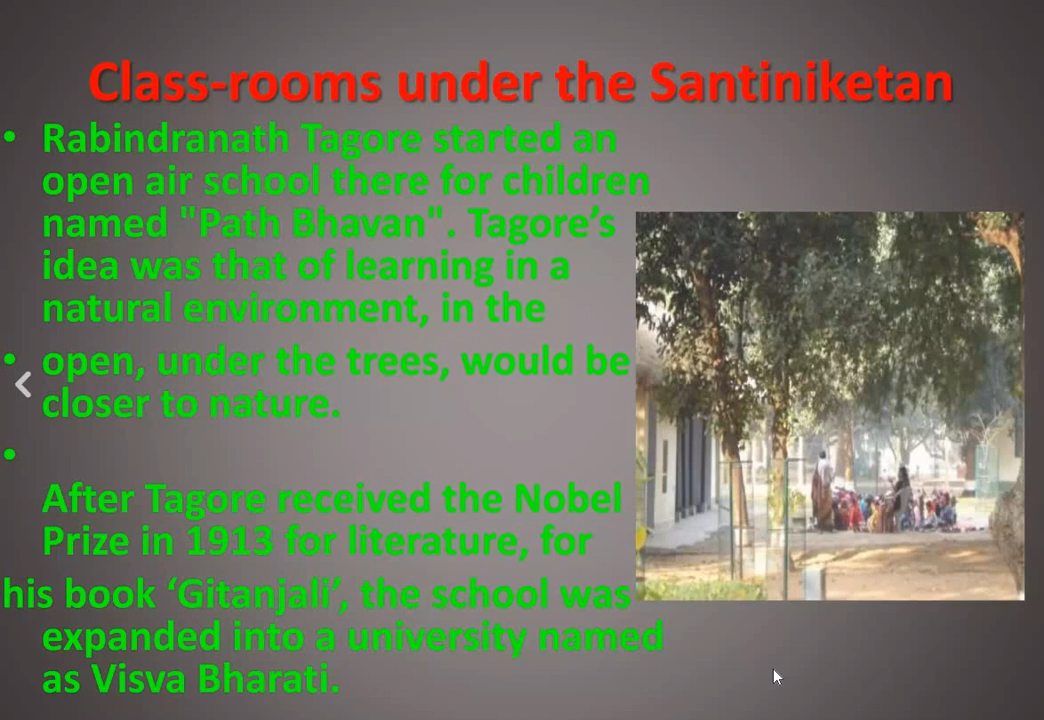 Class-rooms under the Santiniketan
• Rabindranath Tagore started an
open air school there for children
named "Path Bhavan". Tagore’s
idea was that of learning in a
natural environment, in the
• open, under the trees, would be
closer to nature.
•
After Tagore received the Nobel
Prize in 1913 for literature, for
his book ‘Gitanjali’, the school was
expanded into a university named
as Visva Bharati.